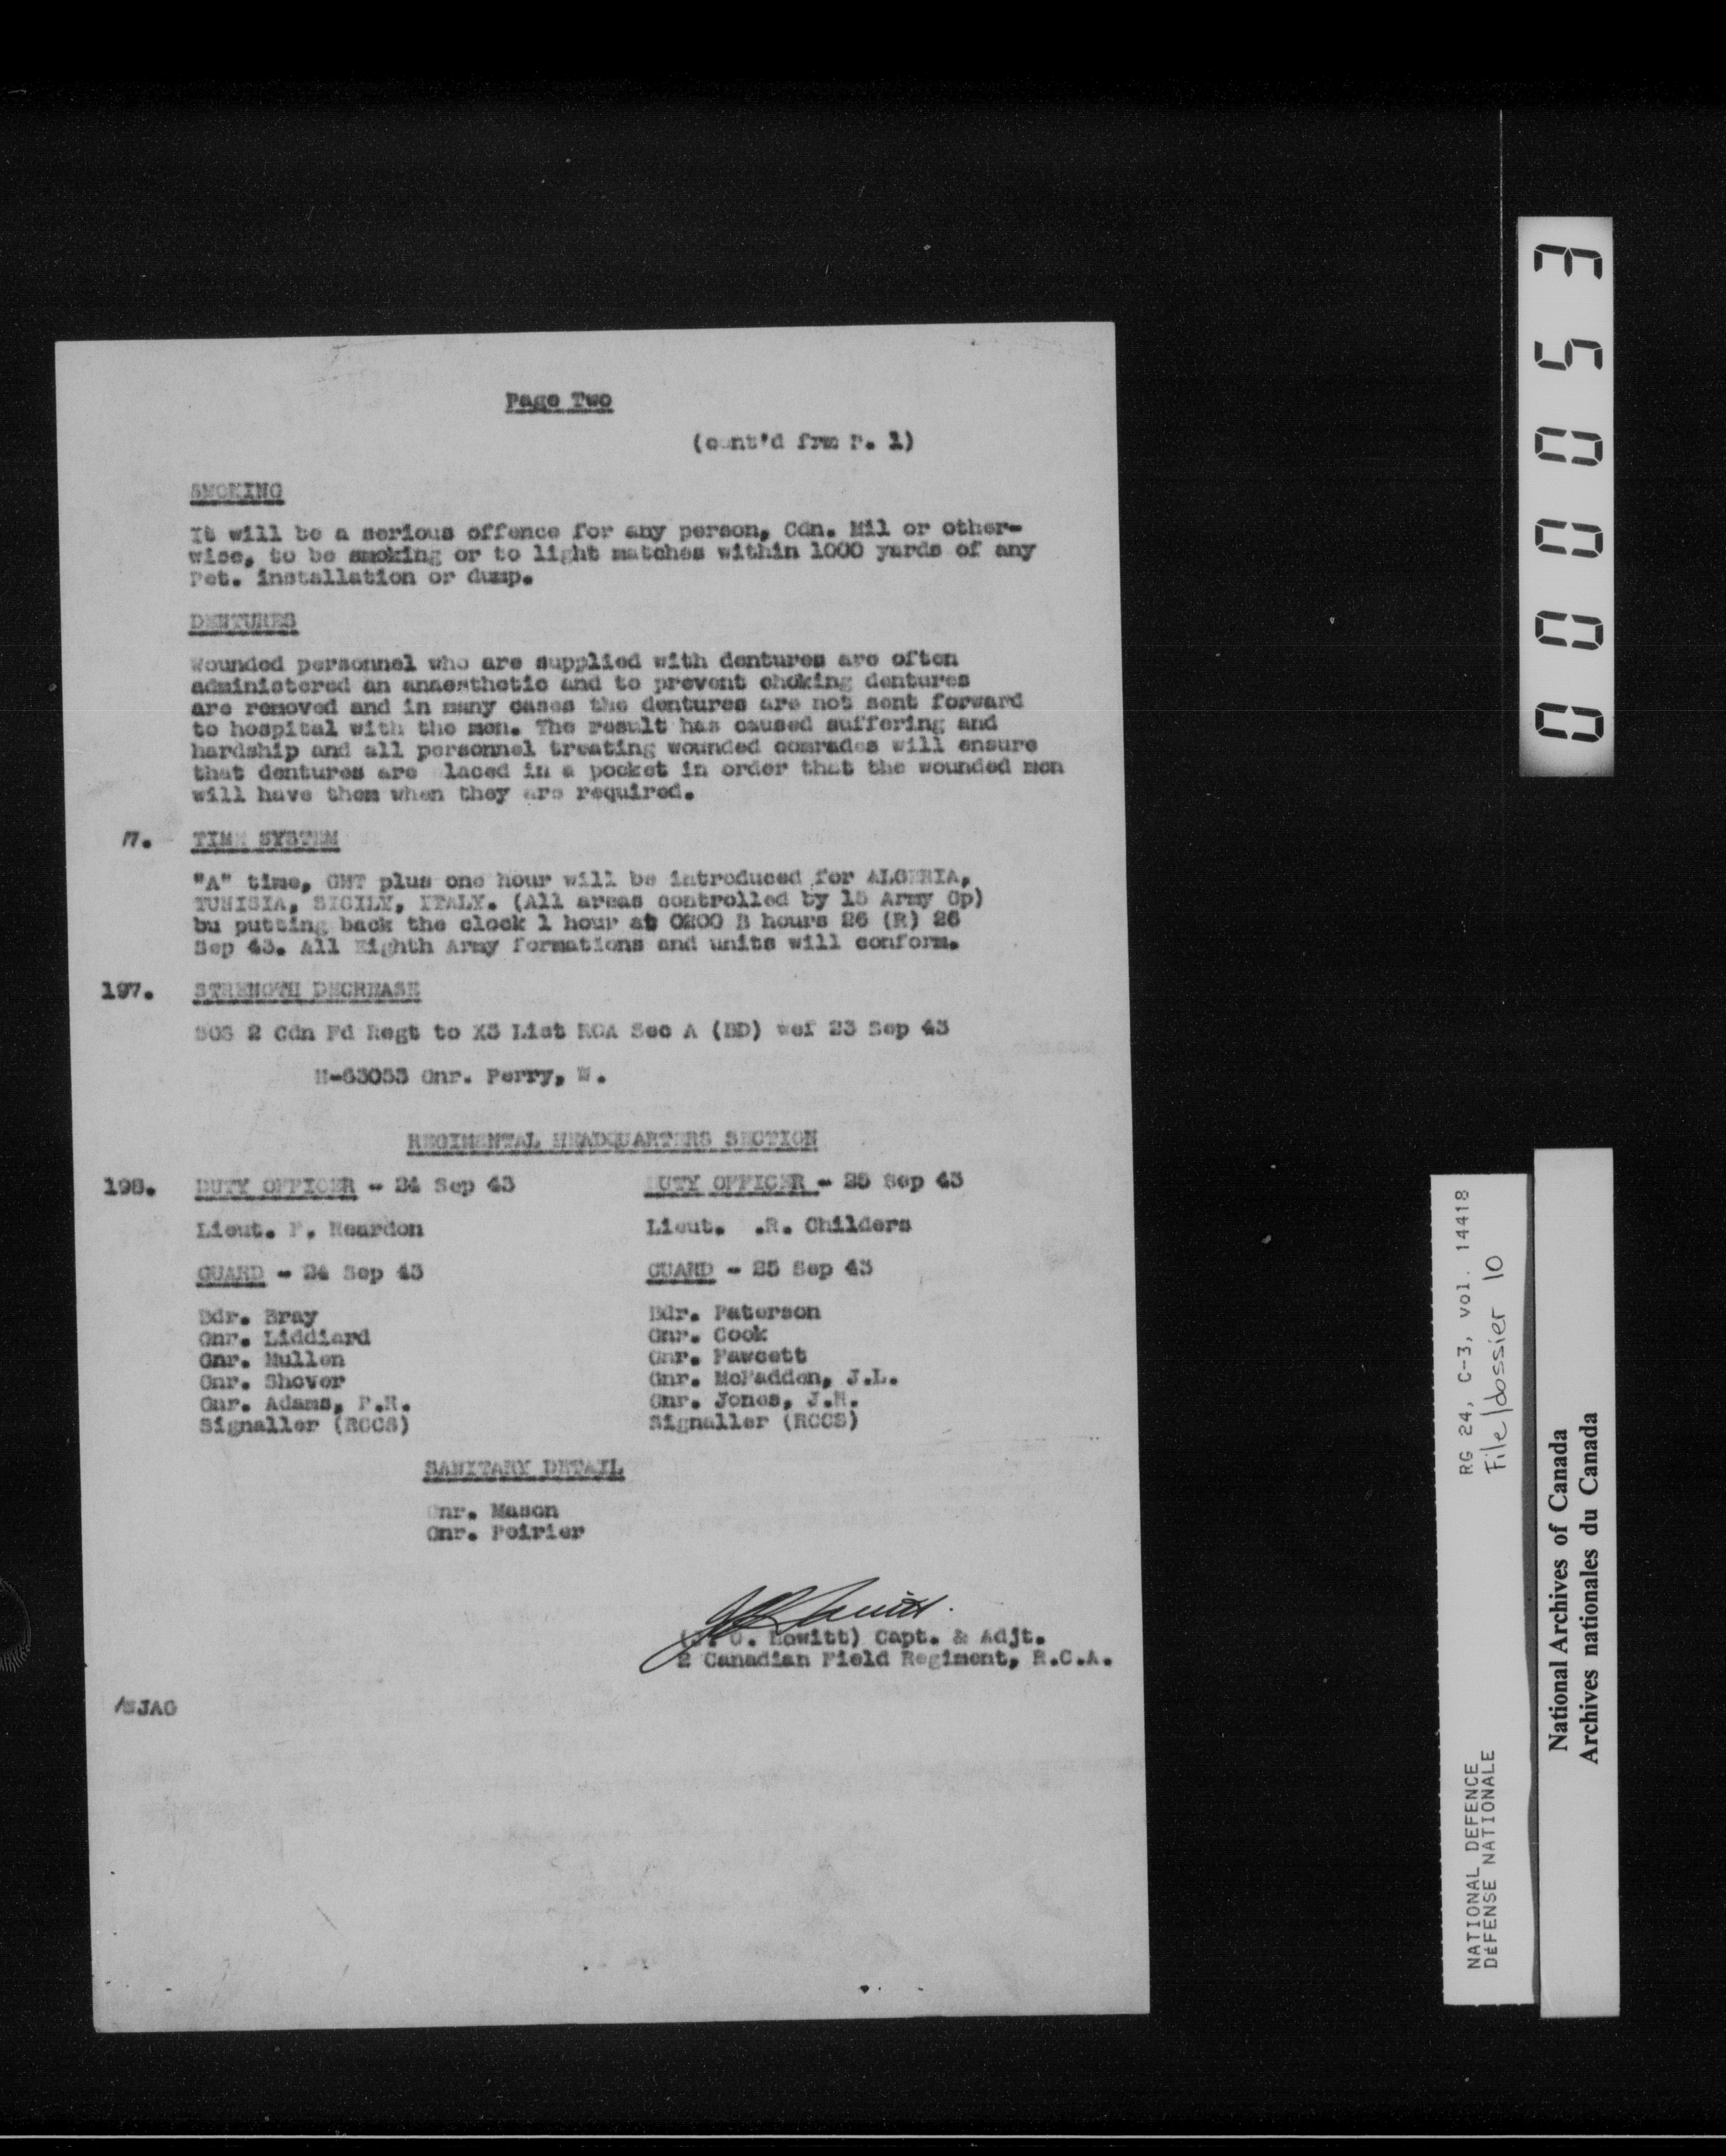 Page Two
(cont'd frm P. 1)
SMOKING
It will be a serious offence for any person, Cdn. Mil or other-
wise, to be smoking or to light matches within 1000 yards of any
Pet. installation or dump.
DENTURES
Wounded personnel who are supplied with dentures are often
administered an anaesthetic and to prevent choking dentures
are removed and in many cases the dentures are not sent forward
to hospital with the men. The result has caused suffering and
hardship and all personnel treating wounded comrades will ensure
that dentures are laced in a pocket in order that the wounded men
will have them when they are required.
7. TIME SYSTEM
"A" time, GMT plus one hour will be introduced for ALGERIA,
TUNISIA, SICILY, ITALY. (All areas controlled by 15 Army Gp)
bu putting back the clock 1 hour at 0200 B hours 26 (R) 26
Sep 43. All Eighth Army formations and units will conform.
197. STRENGTH DECREASE
SOS 2 Cdn Fd Regt to X3 List RCA Sec A (BD) wef 23 Sep 43
H-63053 Gnr. Perry, W.
REGIMENTAL HEADQUARTERS SECTION
198. DUTY OFFICER - 24 Sep 43 DUTY OFFICER - 25 Sep 43
Lieut. F. Reardon Lieut. .R. Childers
GUARD - 24 Sep 43 GUARD - 25 Sep 43
Bdr. Bray Bdr. Paterson
Gnr. Liddiard Gnr. Cook
Gnr. Mullen Gnr. Fawcett
Gnr. Shover Gnr. McFadden, J.L.
Gnr. Adams, P.R. Gnr. Jones, J.H.
Signaller (RCCS) Signaller (RCCS)
SANITARY DETAIL
Gnr. Mason
Gnr. Poirier
Howitt) Capt. & Adjt.
2 Canadian Field Regiment, R.C.A.
JAG
000053
RG 24, C-3, vol. 14418
File/dossier 10
NATIONAL DEFENCE
DÉFENSE NATIONALE
National Archives of Canada
Archives nationales du Canada